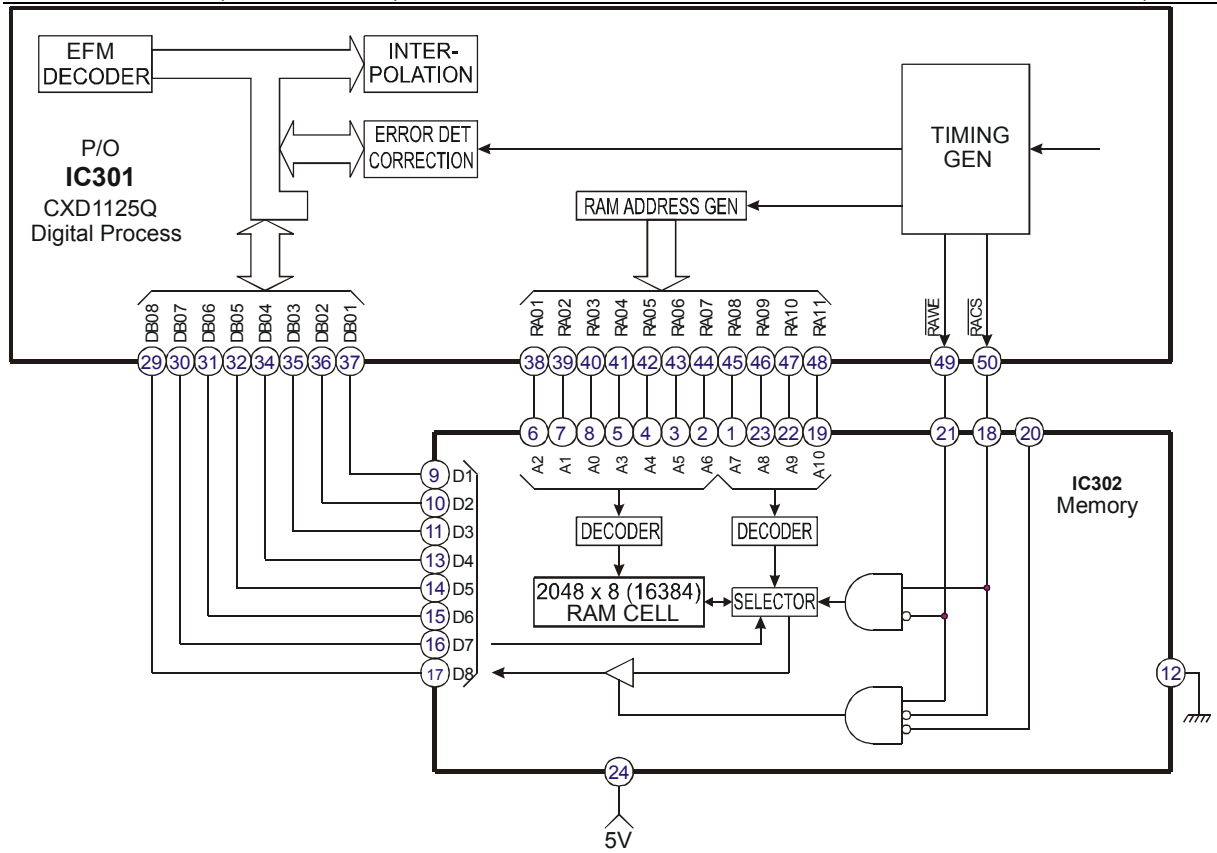 EFM
DECODER
INTER-
POLATION
ERROR DET
CORRECTION
TIMING
GEN
P/O
IC301
CXD1125Q
Digital Process
RAM ADDRESS GEN
DB08
DB07
DB06
DB05
DB04
DB03
DB02
DB01
RA01
RA02
RA03
RA04
RA05
RA06
RA07
RA08
RA09
RA10
RA11
RAWE
RACS
29 30 31 32 34 35 36 37
38 39 40 41 42 43 44 45 46 47 48
49 50
6 7 8 5 4 3 2 1 23 22 19
21 18 20
A2
A1
A0
A3
A4
A5
A6
A7
A8
A9
A10
9 D1
10 D2
11 D3
13 D4
14 D5
15 D6
16 D7
17 D8
IC302
Memory
DECODER
DECODER
2048 x 8 (16384)
RAM CELL
SELECTOR
12
24
5V